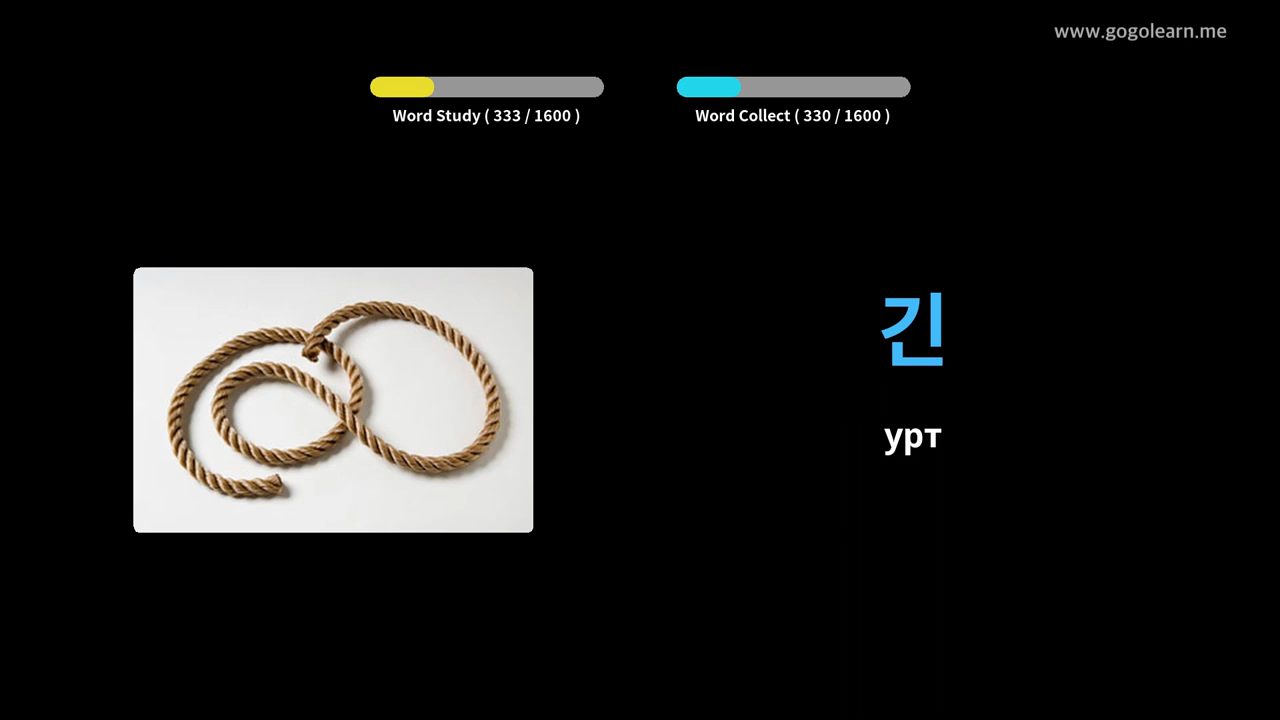 www.gogolearn.me
Word Study ( 333 / 1600 )
Word Collect ( 330 / 1600 )
긴
урт